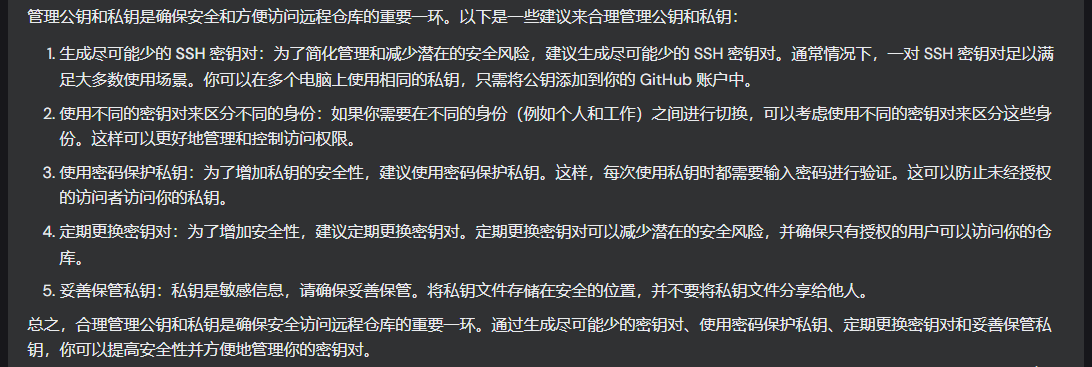 管理公钥和私钥是确保安全和方便访问远程仓库的重要一环。以下是一些建议来合理管理公钥和私钥：
1. 生成尽可能少的 SSH 密钥对：为了简化管理和减少潜在的安全风险，建议生成尽可能少的 SSH 密钥对。通常情况下，一对 SSH 密钥对足以满
足大多数使用场景。你可以在多个电脑上使用相同的私钥，只需将公钥添加到你的 GitHub 账户中。
2. 使用不同的密钥对来区分不同的身份：如果你需要在不同的身份（例如个人和工作）之间进行切换，可以考虑使用不同的密钥对来区分这些身
份。这样可以更好地管理和控制访问权限。
3. 使用密码保护私钥：为了增加私钥的安全性，建议使用密码保护私钥。这样，每次使用私钥时都需要输入密码进行验证。这可以防止未经授权
的访问者访问你的私钥。
4. 定期更换密钥对：为了增加安全性，建议定期更换密钥对。定期更换密钥对可以减少潜在的安全风险，并确保只有授权的用户可以访问你的仓
库。
5. 妥善保管私钥：私钥是敏感信息，请确保妥善保管。将私钥文件存储在安全的位置，并不要将私钥文件分享给他人。
总之，合理管理公钥和私钥是确保安全访问远程仓库的重要一环。通过生成尽可能少的密钥对、使用密码保护私钥、定期更换密钥对和妥善保管私
钥，你可以提高安全性并方便地管理你的密钥对。